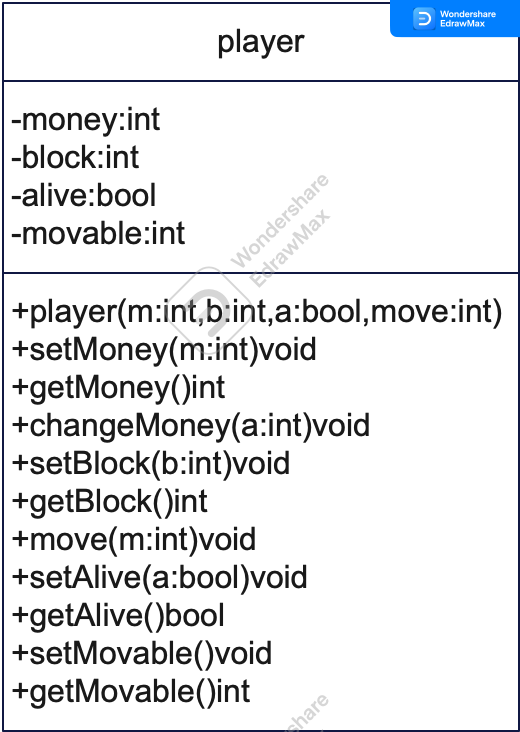 Wondershare
EdrawMax
player
-money:int
-block:int
-alive:bool
-movable:int
Wondershare
EdrawMax
+player(m:int,b:int,a:bool,move:int)
+setMoney(m:int)void
+getMoney()int
+changeMoney(a:int)void
+setBlock(b:int)void
+getBlock()int
+move(m:int)void
+setAlive(a:bool)void
+getAlive()bool
+setMovable()void
+getMovable()int